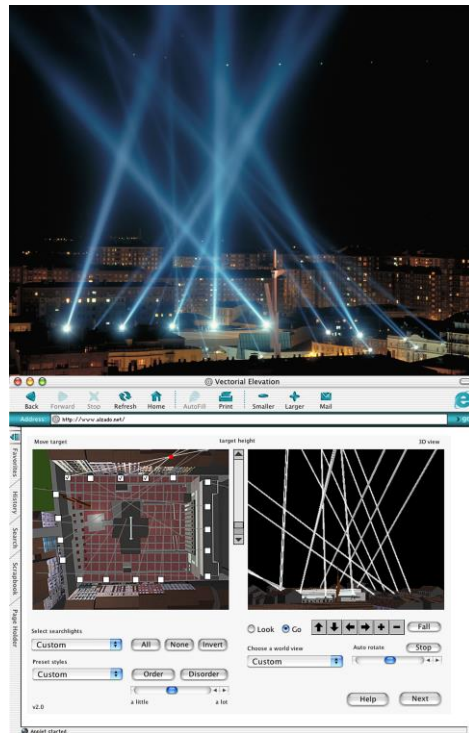 Vectorial Elevation
Back Forward Stop Refresh Home AutoFill Print Smaller Larger Mail
Address: http://www.alzado.net/
Favorites
History
Search
Scrapbook
Page Holder
Move target target height 3D view
Select searchlights
Custom All None Invert
Preset styles
Custom Order Disorder
a little a lot
v2.0
Look Go + − Fall
Choose a world view Auto rotate Stop
Custom
Help Next
Applet started.